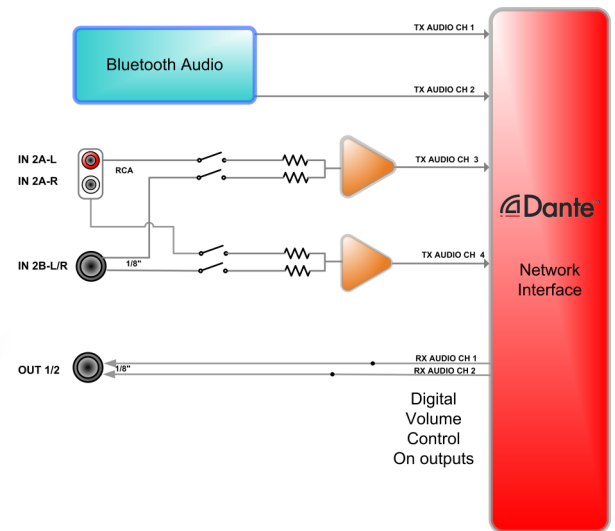 TX AUDIO CH 1
Bluetooth Audio
TX AUDIO CH 2
IN 2A-L
RCA
IN 2A-R
TX AUDIO CH 3
Dante™
IN 2B-L/R
1/8"
TX AUDIO CH 4
Network
Interface
OUT 1/2
1/8"
RX AUDIO CH 1
RX AUDIO CH 2
Digital
Volume
Control
On outputs